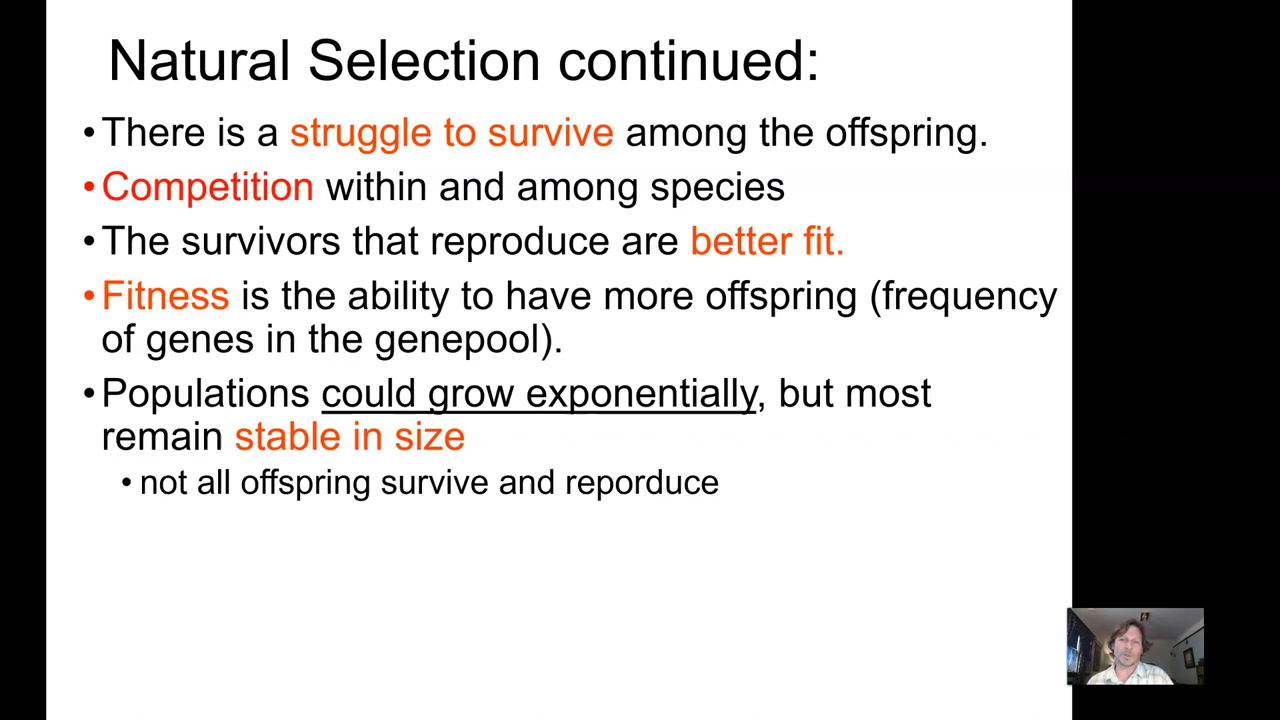 Natural Selection continued:
•There is a struggle to survive among the offspring.
•Competition within and among species
•The survivors that reproduce are better fit.
•Fitness is the ability to have more offspring (frequency
of genes in the genepool).
•Populations could grow exponentially, but most
remain stable in size
•not all offspring survive and reporduce